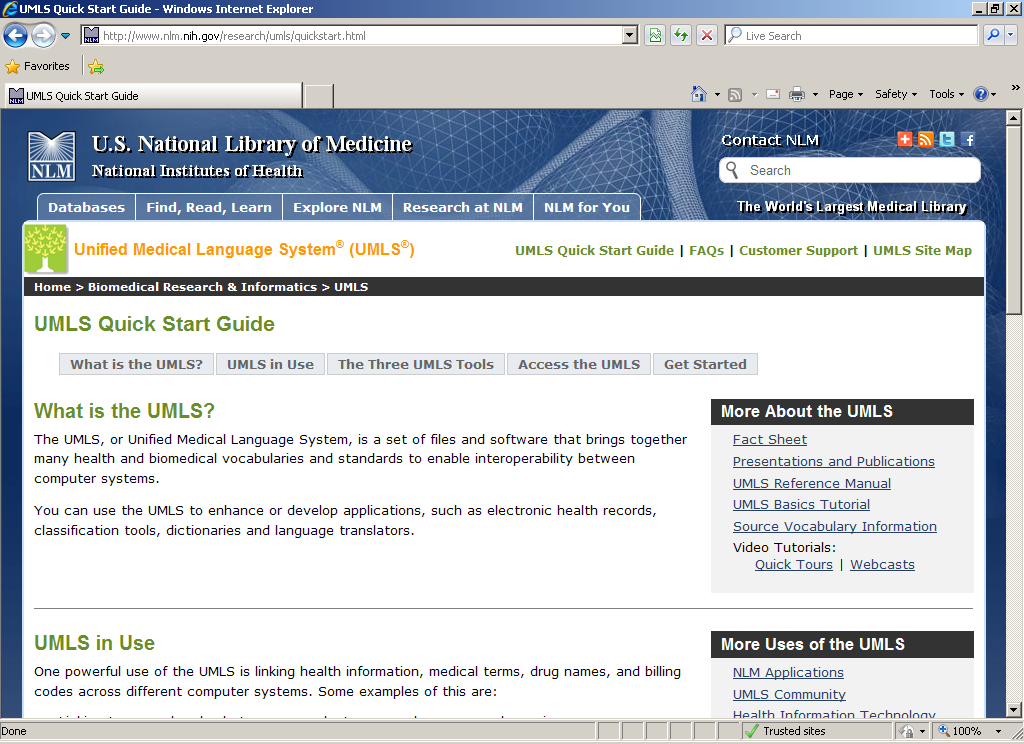 UMLS Quick Start Guide - Windows Internet Explorer
http://www.nlm.nih.gov/research/umls/quickstart.html
Live Search
Favorites
UMLS Quick Start Guide
Page
Safety
Tools
NLM
U.S. National Library of Medicine
National Institutes of Health
Contact NLM
Search
Databases
Find, Read, Learn
Explore NLM
Research at NLM
NLM for You
The World's Largest Medical Library
Unified Medical Language System® (UMLS®)
UMLS Quick Start Guide | FAQs | Customer Support | UMLS Site Map
Home > Biomedical Research & Informatics > UMLS
UMLS Quick Start Guide
What is the UMLS?
UMLS in Use
The Three UMLS Tools
Access the UMLS
Get Started
What is the UMLS?
The UMLS, or Unified Medical Language System, is a set of files and software that brings together
many health and biomedical vocabularies and standards to enable interoperability between
computer systems.
You can use the UMLS to enhance or develop applications, such as electronic health records,
classification tools, dictionaries and language translators.
More About the UMLS
Fact Sheet
Presentations and Publications
UMLS Reference Manual
UMLS Basics Tutorial
Source Vocabulary Information
Video Tutorials:
Quick Tours | Webcasts
UMLS in Use
One powerful use of the UMLS is linking health information, medical terms, drug names, and billing
codes across different computer systems. Some examples of this are:
More Uses of the UMLS
NLM Applications
UMLS Community
Health Information Technology
Done
Trusted sites
100%